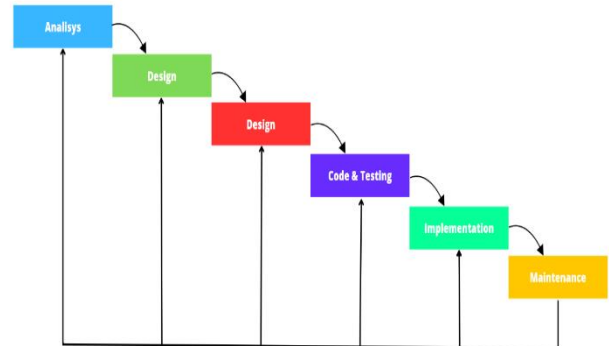 Analisys
Design
Design
Code & Testing
Implementation
Maintenance